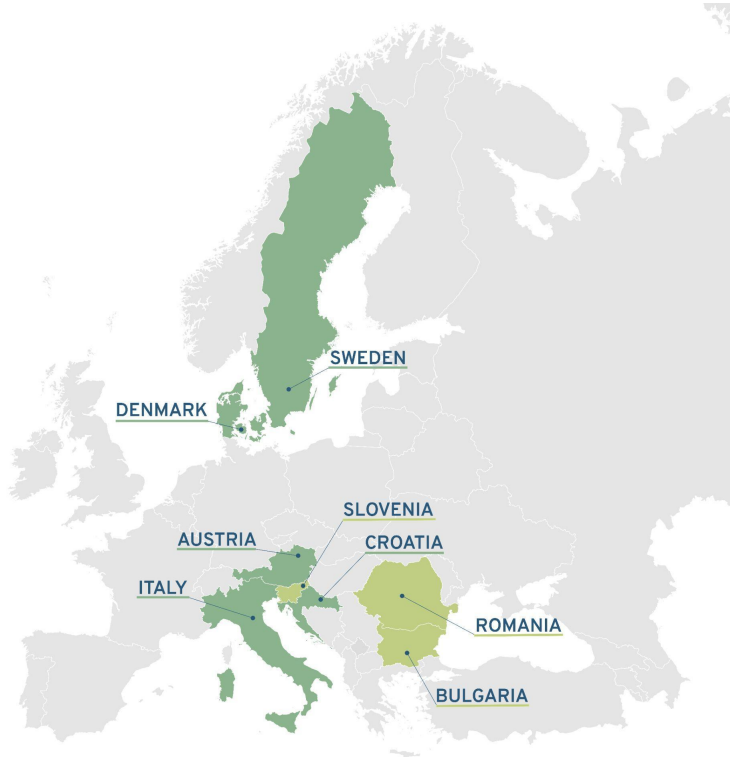 SWEDEN
DENMARK
SLOVENIA
AUSTRIA
CROATIA
ITALY
ROMANIA
BULGARIA